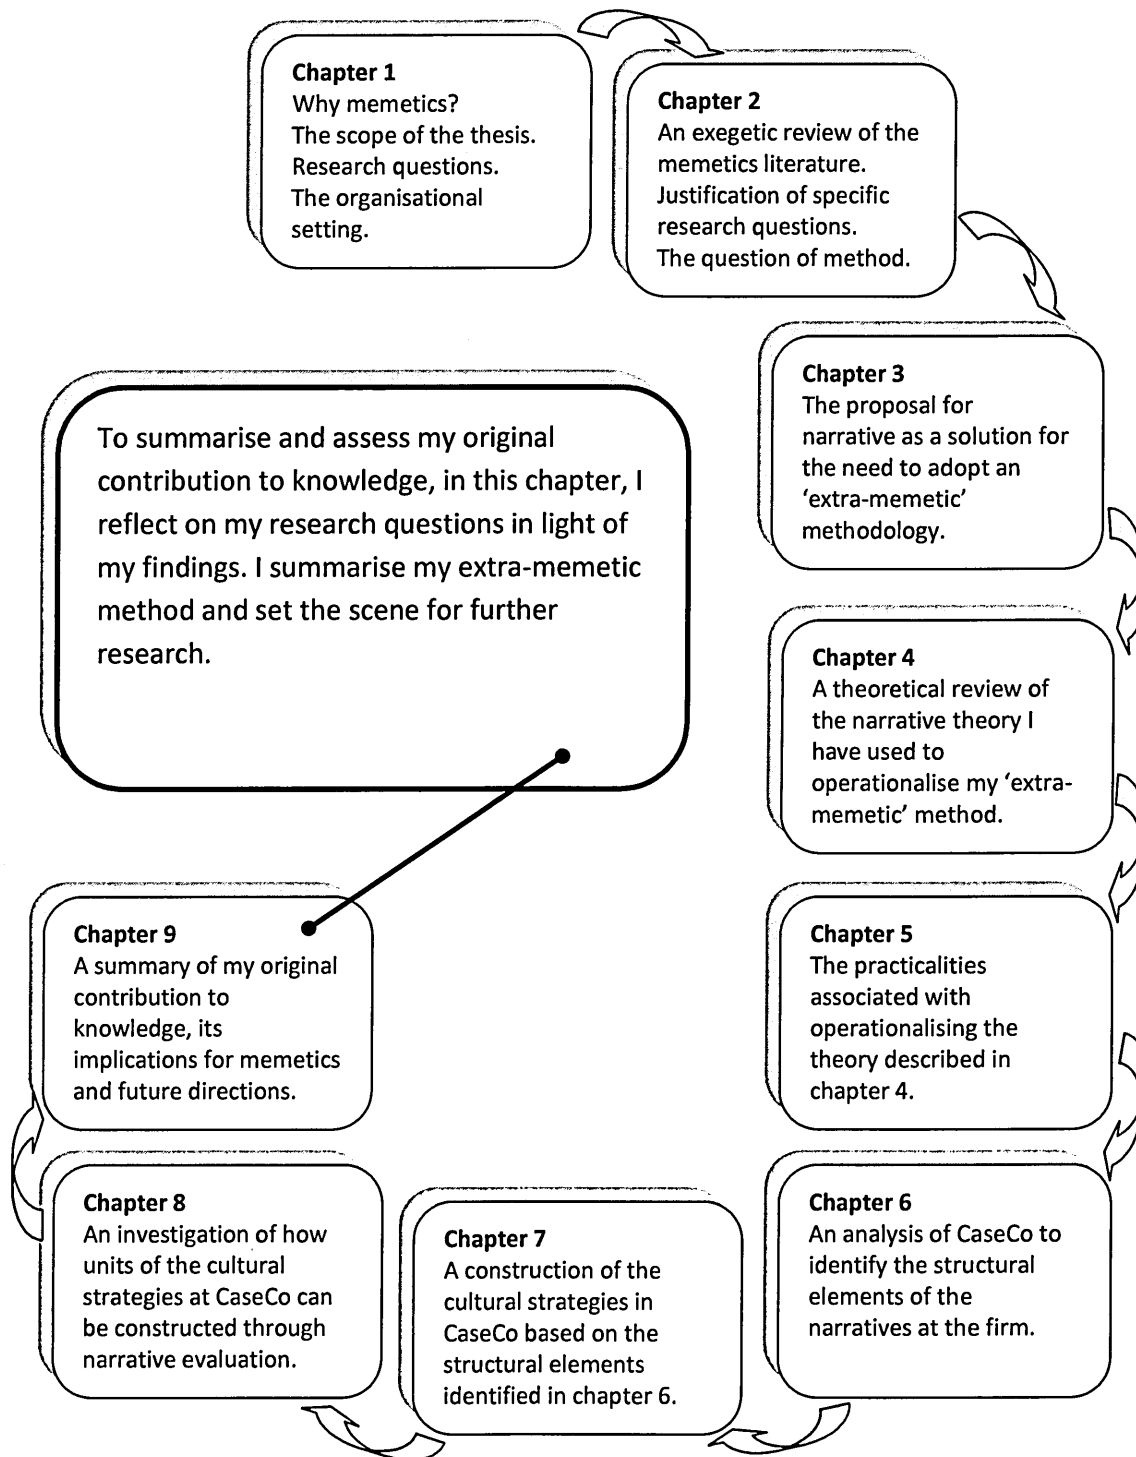 Chapter 1
Why memetics?
The scope of the thesis.
Research questions.
The organisational
setting.
Chapter 2
An exegetic review of the
memetics literature.
Justification of specific
research questions.
The question of method.
Chapter 3
The proposal for
narrative as a solution for
the need to adopt an
‘extra-memetic’
methodology.
To summarise and assess my original
contribution to knowledge, in this chapter, I
reflect on my research questions in light of
my findings. I summarise my extra-memetic
method and set the scene for further
research.
Chapter 4
A theoretical review of
the narrative theory I
have used to
operationalise my ‘extra-
memetic’ method.
Chapter 5
The practicalities
associated with
operationalising the
theory described in
chapter 4.
Chapter 6
An analysis of CaseCo to
identify the structural
elements of the
narratives at the firm.
Chapter 7
A construction of the
cultural strategies in
CaseCo based on the
structural elements
identified in chapter 6.
Chapter 8
An investigation of how
units of the cultural
strategies at CaseCo can
be constructed through
narrative evaluation.
Chapter 9
A summary of my original
contribution to
knowledge, its
implications for memetics
and future directions.